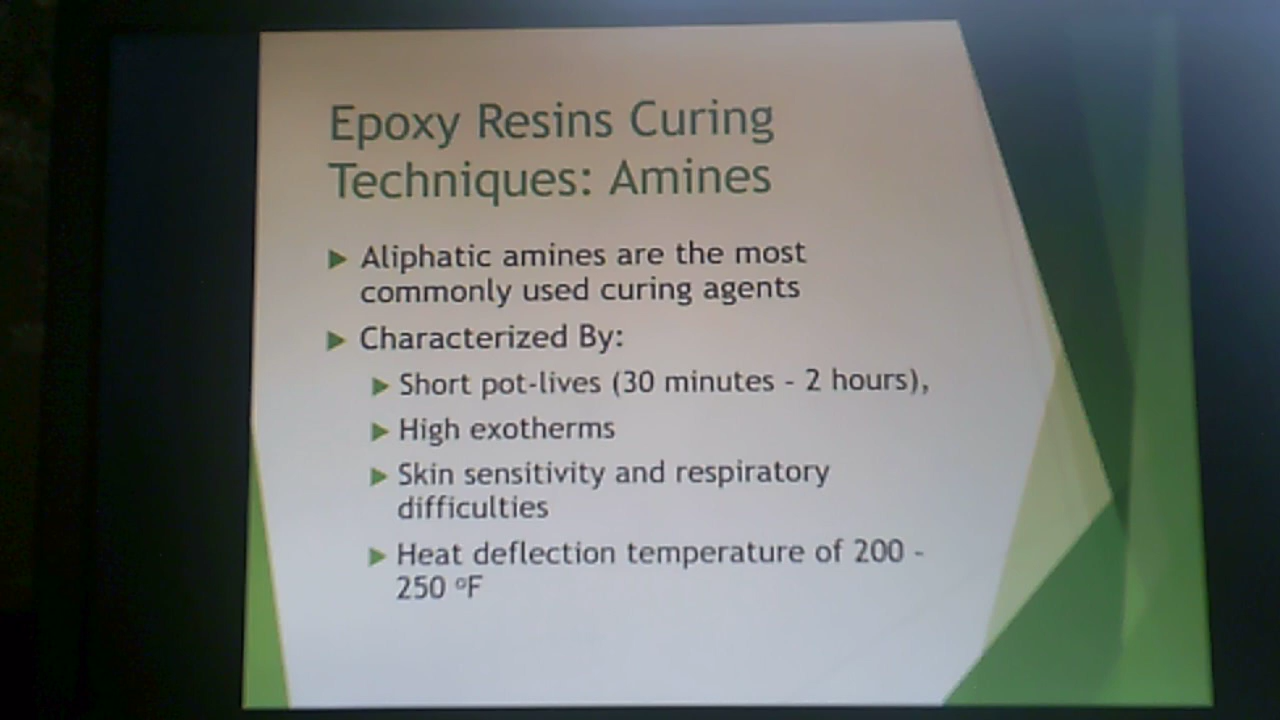 Epoxy Resins Curing
Techniques: Amines
Aliphatic amines are the most
commonly used curing agents
Characterized By:
Short pot-lives (30 minutes - 2 hours),
High exotherms
Skin sensitivity and respiratory
difficulties
Heat deflection temperature of 200 -
250 ºF